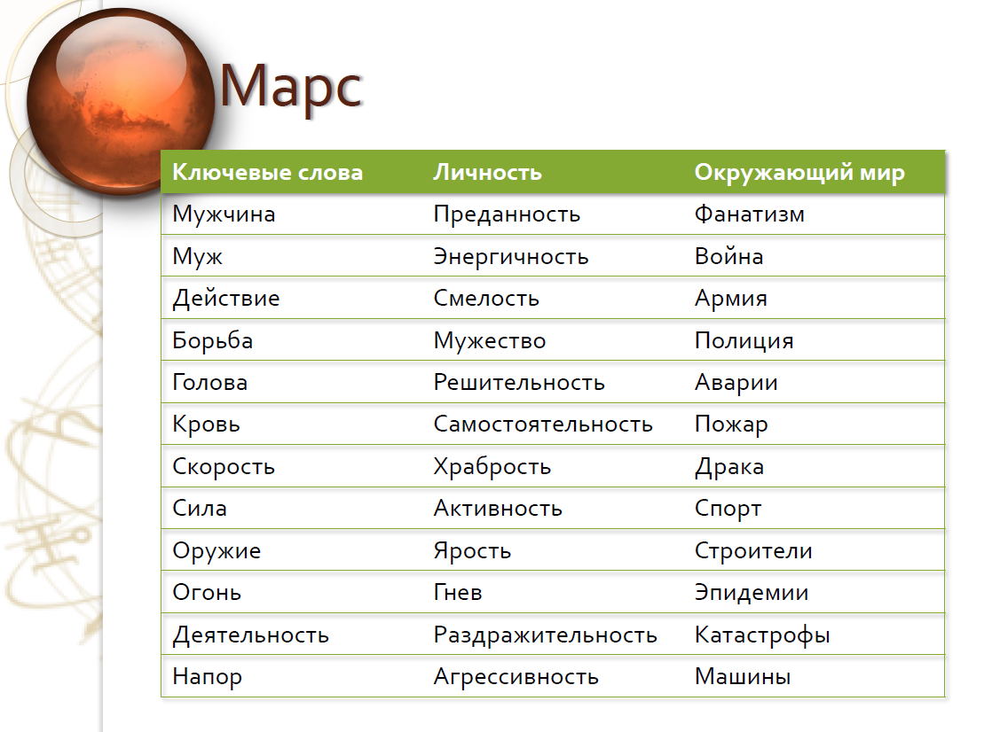 Марс
Ключевые слова Личность Окружающий мир
Мужчина Преданность Фанатизм
Муж Энергичность Война
Действие Смелость Армия
Борьба Мужество Полиция
Голова Решительность Аварии
Кровь Самостоятельность Пожар
Скорость Храбрость Драка
Сила Активность Спорт
Оружие Ярость Строители
Огонь Гнев Эпидемии
Деятельность Раздражительность Катастрофы
Напор Агрессивность Машины